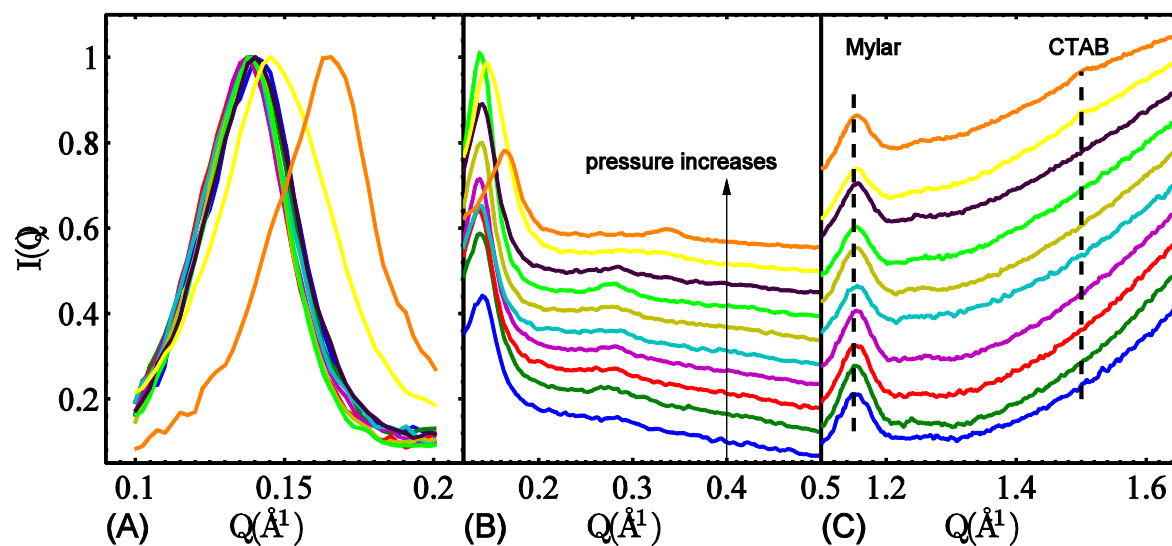 Mylar
CTAB
pressure increases
I(Q)
1
0.8
0.6
0.4
0.2
0.1 0.15 0.2
0.2 0.3 0.4 0.5
1.2 1.4 1.6
(A) Q(Å¹)
(B) Q(Å¹)
(C) Q(Å¹)